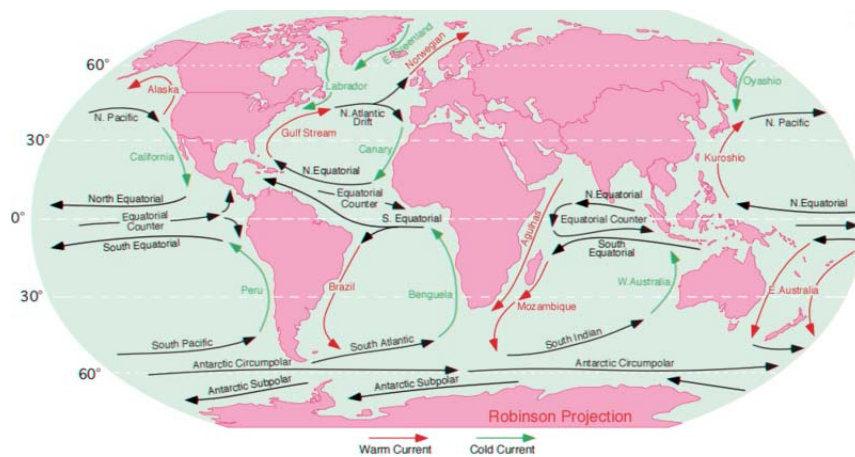 60°
30°
0°
30°
60°
Alaska
N. Pacific
California
North Equatorial
Equatorial
Counter
South Equatorial
Peru
South Pacific
Antarctic Circumpolar
Antarctic Subpolar
Labrador
E. Greenland
Norwegian
N. Atlantic
Drift
Gulf Stream
Canary
N. Equatorial
Equatorial
Counter
S. Equatorial
Brazil
Benguela
South Atlantic
Antarctic Subpolar
Agulhas
Mozambique
N. Equatorial
Equatorial Counter
South
Equatorial
W. Australia
South Indian
Antarctic Circumpolar
Oyashio
N. Pacific
Kuroshio
N. Equatorial
E. Australia
Robinson Projection
Warm Current
Cold Current